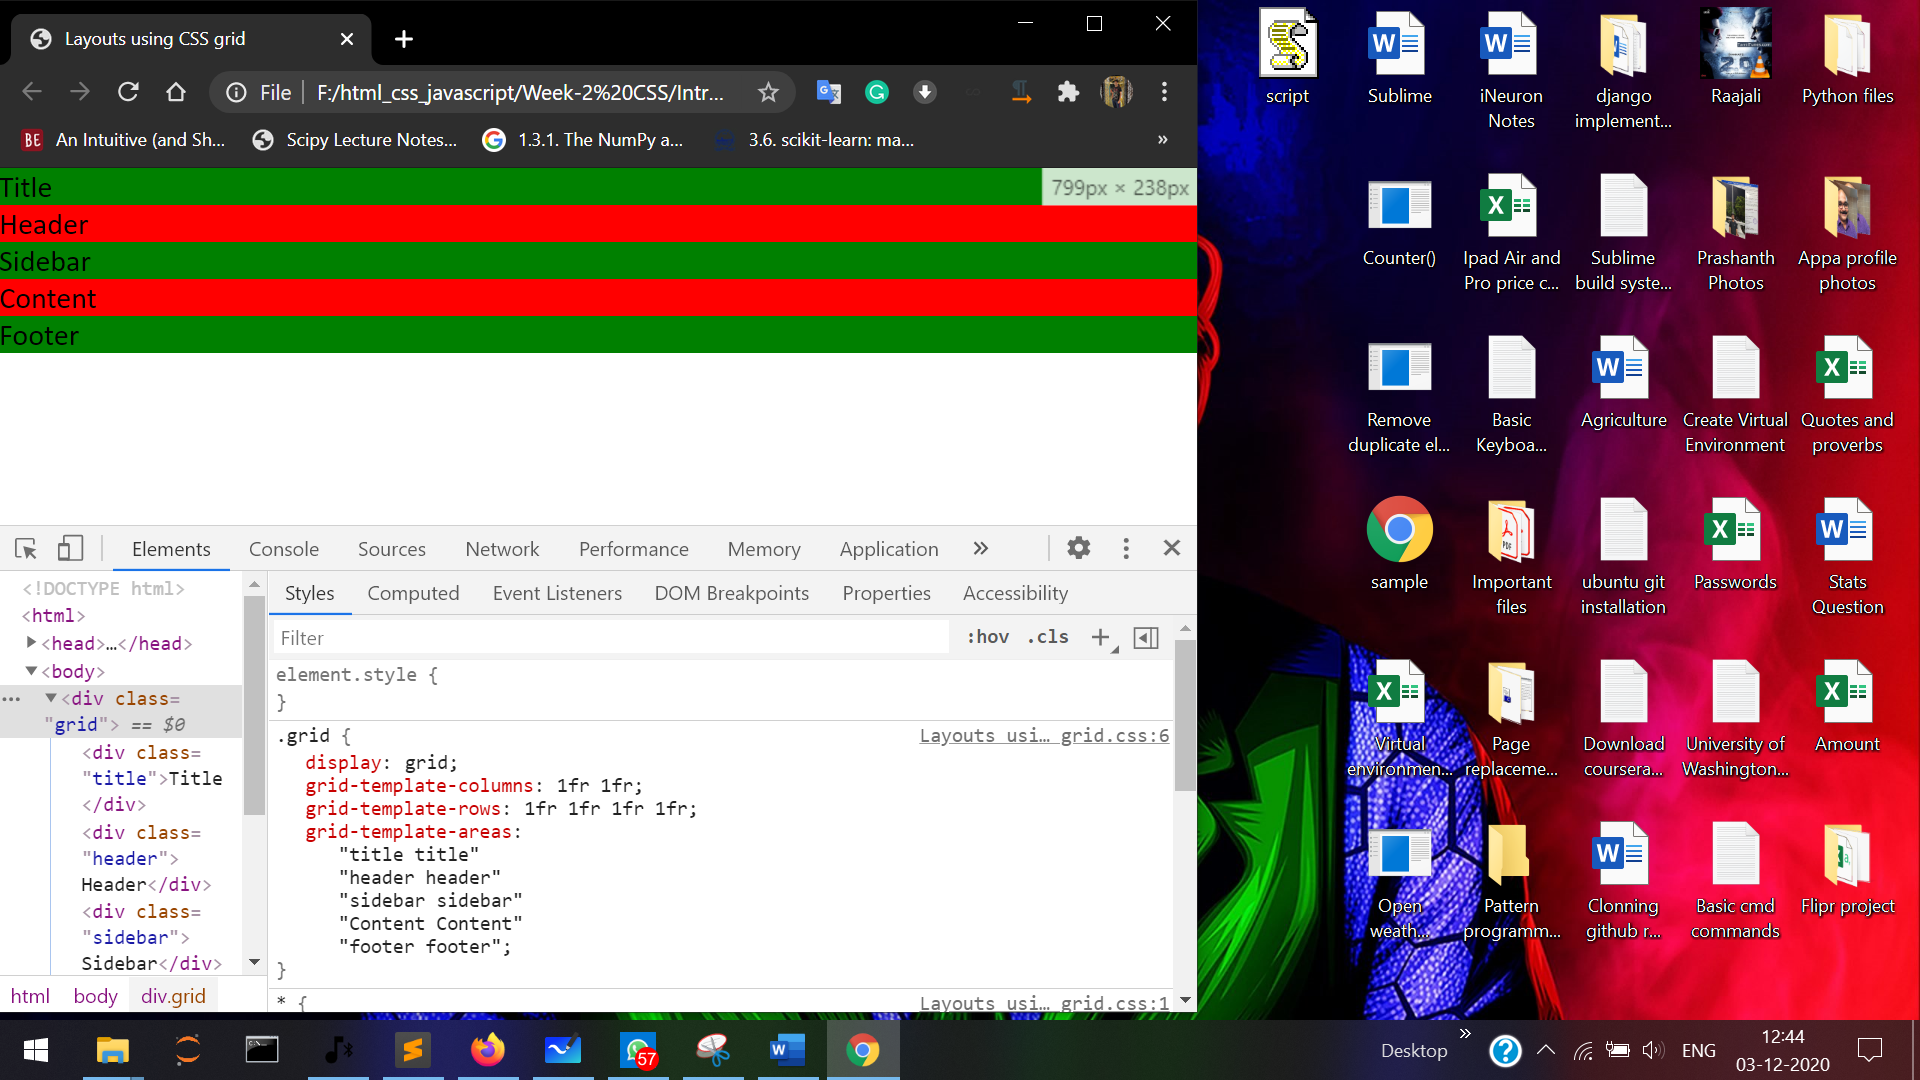 Layouts using CSS grid
File
F:/html_css_javascript/Week-2%20CSS/Intr...
BE An Intuitive (and Sh...
Scipy Lecture Notes...
1.3.1. The NumPy a...
3.6. scikit-learn: ma...
»
Title
799px × 238px
Header
Sidebar
Content
Footer
Elements Console Sources Network Performance Memory Application »
<!DOCTYPE html>
<html>
<head>…</head>
<body>
<div class=
"grid"> == $0
<div class=
"title">Title
</div>
<div class=
"header">
Header</div>
<div class=
"sidebar">
Sidebar</div>
html body div.grid
Styles Computed Event Listeners DOM Breakpoints Properties Accessibility
Filter
:hov .cls
element.style {
}
.grid {
Layouts usi… grid.css:6
display: grid;
grid-template-columns: 1fr 1fr;
grid-template-rows: 1fr 1fr 1fr 1fr;
grid-template-areas:
"title title"
"header header"
"sidebar sidebar"
"Content Content"
"footer footer";
}
* {
Layouts usi… grid.css:1
script
Sublime
iNeuron
Notes
django
implement...
Raajali
Python files
Counter()
Ipad Air and
Pro price c...
Sublime
build syste...
Prashanth
Photos
Appa profile
photos
Remove
duplicate el...
Basic
Keyboa...
Agriculture
Create Virtual
Environment
Quotes and
proverbs
sample
Important
files
ubuntu git
installation
Passwords
Stats
Question
Virtual
environmen...
Page
replaceme...
Download
coursera...
University of
Washington...
Amount
Open
weath...
Pattern
programm...
Clonning
github r...
Basic cmd
commands
Flipr project
57
Desktop
»
ENG
12:44
03-12-2020